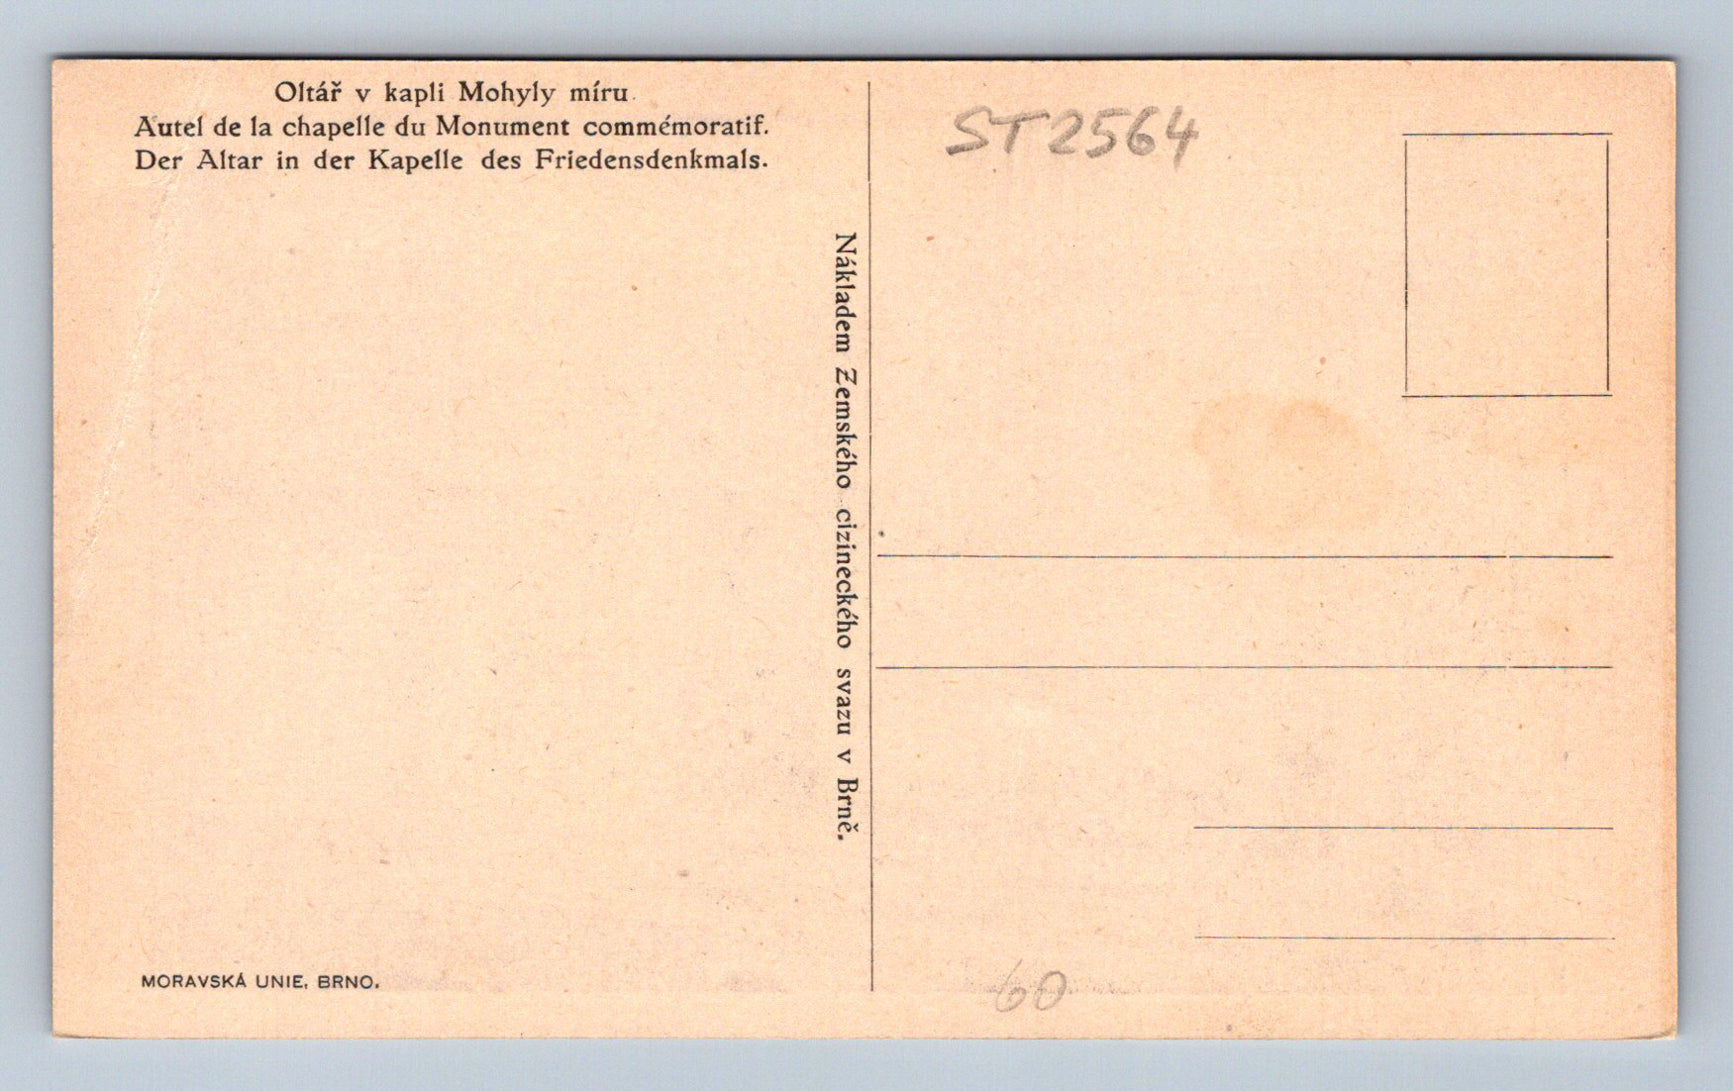 Oltář v kapli Mohyly míru.
Autel de la chapelle du Monument commémoratif.
Der Altar in der Kapelle des Friedensdenkmals.
Nákladem Zemského cizineckého svazu v Brně.
ST2564
MORAVSKÁ UNIE, BRNO.
60